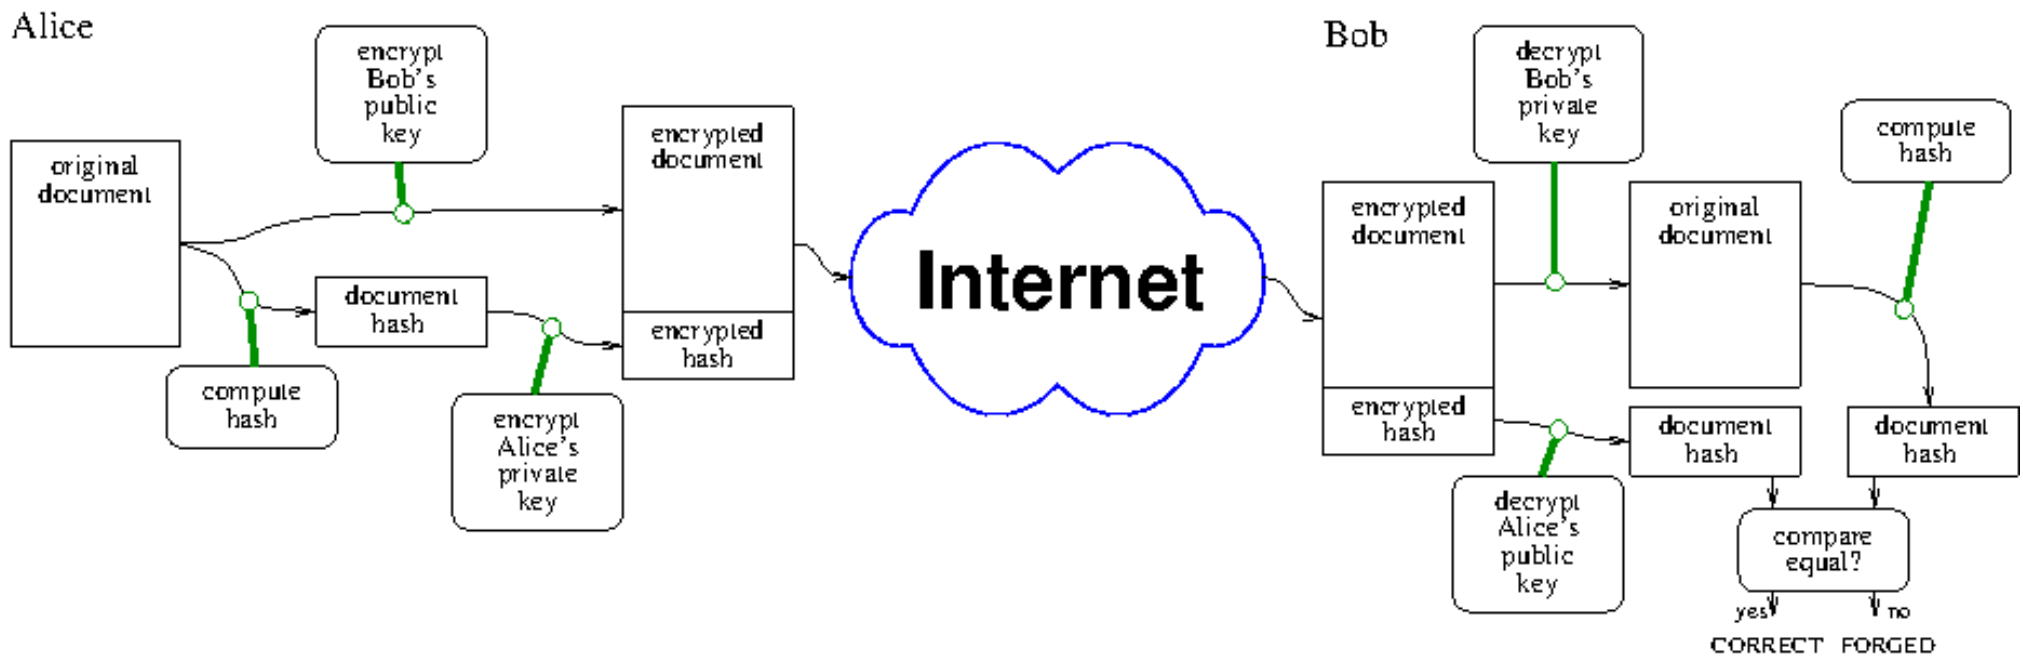 Alice
encrypt
Bob's
public
key
original
document
encrypted
document
document
hash
encrypted
hash
compute
hash
encrypt
Alice's
private
key
Internet
Bob
decrypt
Bob's
private
key
compute
hash
encrypted
document
original
document
encrypted
hash
document
hash
document
hash
decrypt
Alice's
public
key
compare
equal?
yes no
CORRECT FORGED